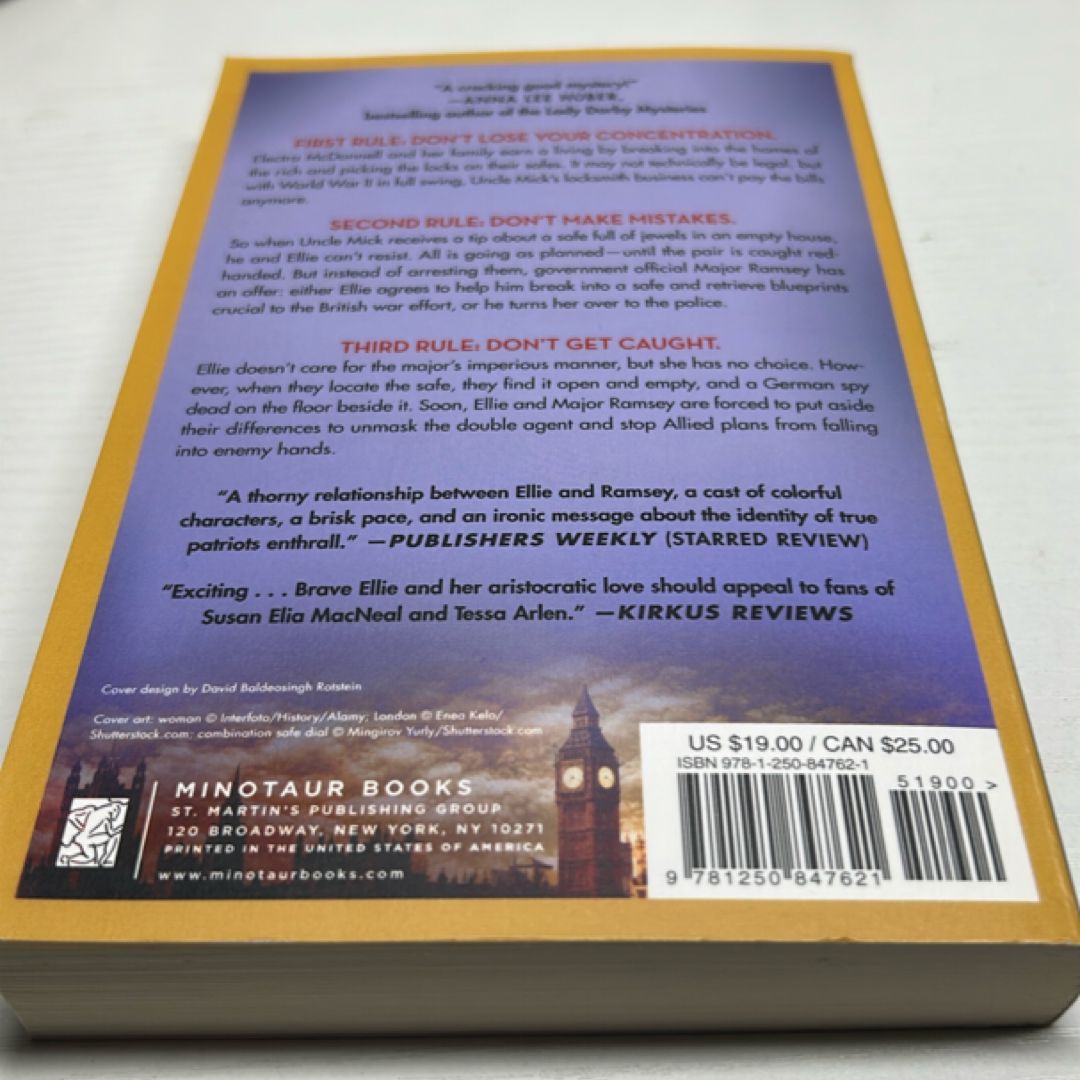 "A cracking good mystery!"
—ANNA LEE HUBER,
bestselling author of the Lady Darby Mysteries
FIRST RULE: DON'T LOSE YOUR CONCENTRATION.
Electra McDonnell and her family earn a living by breaking into the homes of
the rich and picking the locks on their safes. It may not technically be legal, but
with World War II in full swing, Uncle Mick's locksmith business can't pay the bills
anymore.
SECOND RULE: DON'T MAKE MISTAKES.
So when Uncle Mick receives a tip about a safe full of jewels in an empty house,
he and Ellie can't resist. All is going as planned—until the pair is caught red-
handed. But instead of arresting them, government official Major Ramsey has
an offer: either Ellie agrees to help him break into a safe and retrieve blueprints
crucial to the British war effort, or he turns her over to the police.
THIRD RULE: DON'T GET CAUGHT.
Ellie doesn't care for the major's imperious manner, but she has no choice. How-
ever, when they locate the safe, they find it open and empty, and a German spy
dead on the floor beside it. Soon, Ellie and Major Ramsey are forced to put aside
their differences to unmask the double agent and stop Allied plans from falling
into enemy hands.
"A thorny relationship between Ellie and Ramsey, a cast of colorful
characters, a brisk pace, and an ironic message about the identity of true
patriots enthrall." —PUBLISHERS WEEKLY (STARRED REVIEW)
"Exciting . . . Brave Ellie and her aristocratic love should appeal to fans of
Susan Elia MacNeal and Tessa Arlen." —KIRKUS REVIEWS
Cover design by David Baldeosingh Rotstein
Cover art: woman © Interfoto/History/Alamy; London © Enea Kelo/
Shutterstock.com; combination safe dial © Mingirov Yuriy/Shutterstock.com
MINOTAUR BOOKS
ST. MARTIN'S PUBLISHING GROUP
120 BROADWAY, NEW YORK, NY 10271
PRINTED IN THE UNITED STATES OF AMERICA
www.minotaurbooks.com
US $19.00 / CAN $25.00
ISBN 978-1-250-84762-1
51900 >
9 781250 847621